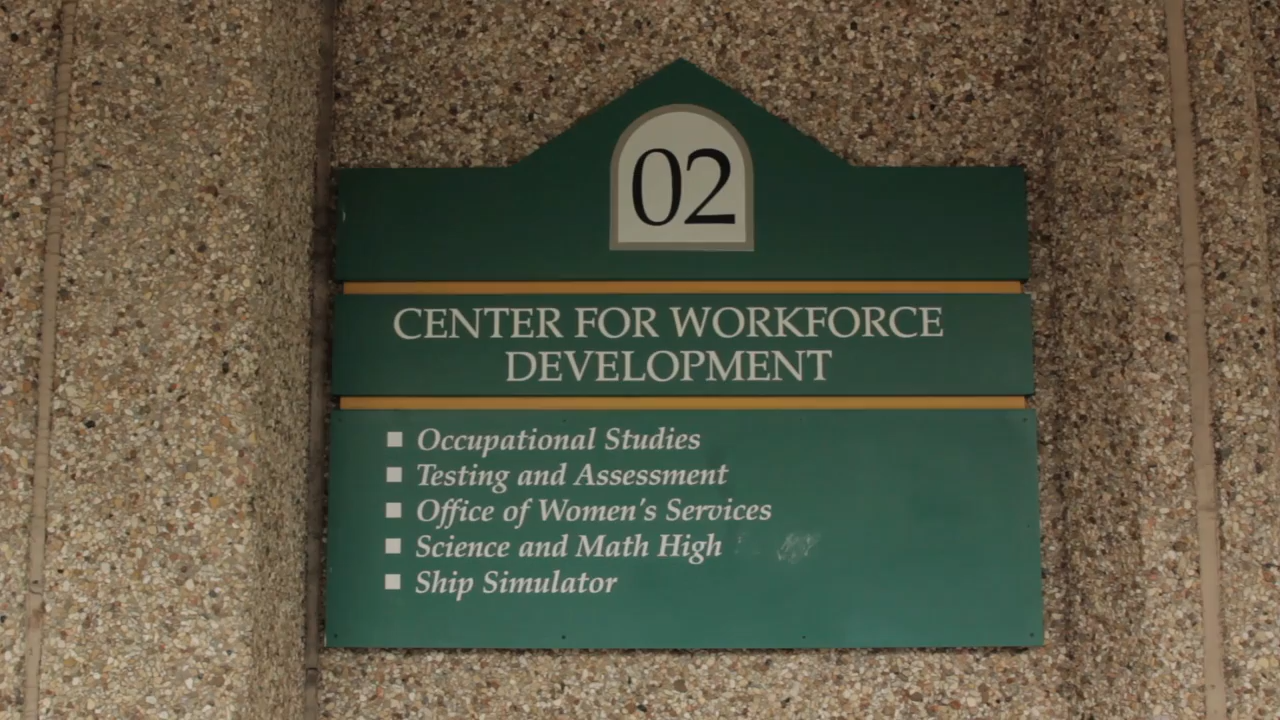 02
CENTER FOR WORKFORCE
DEVELOPMENT
■ Occupational Studies
■ Testing and Assessment
■ Office of Women's Services
■ Science and Math High
■ Ship Simulator